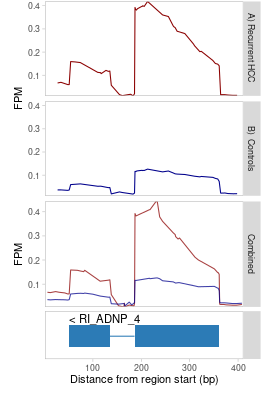 0.4
0.3
0.2
0.1
FPM
A) Recurrent HCC
0.4
0.3
0.2
0.1
B) Controls
0.4
0.3
0.2
0.1
FPM
Combined
< RI_ADNP_4
100
200
300
400
Distance from region start (bp)